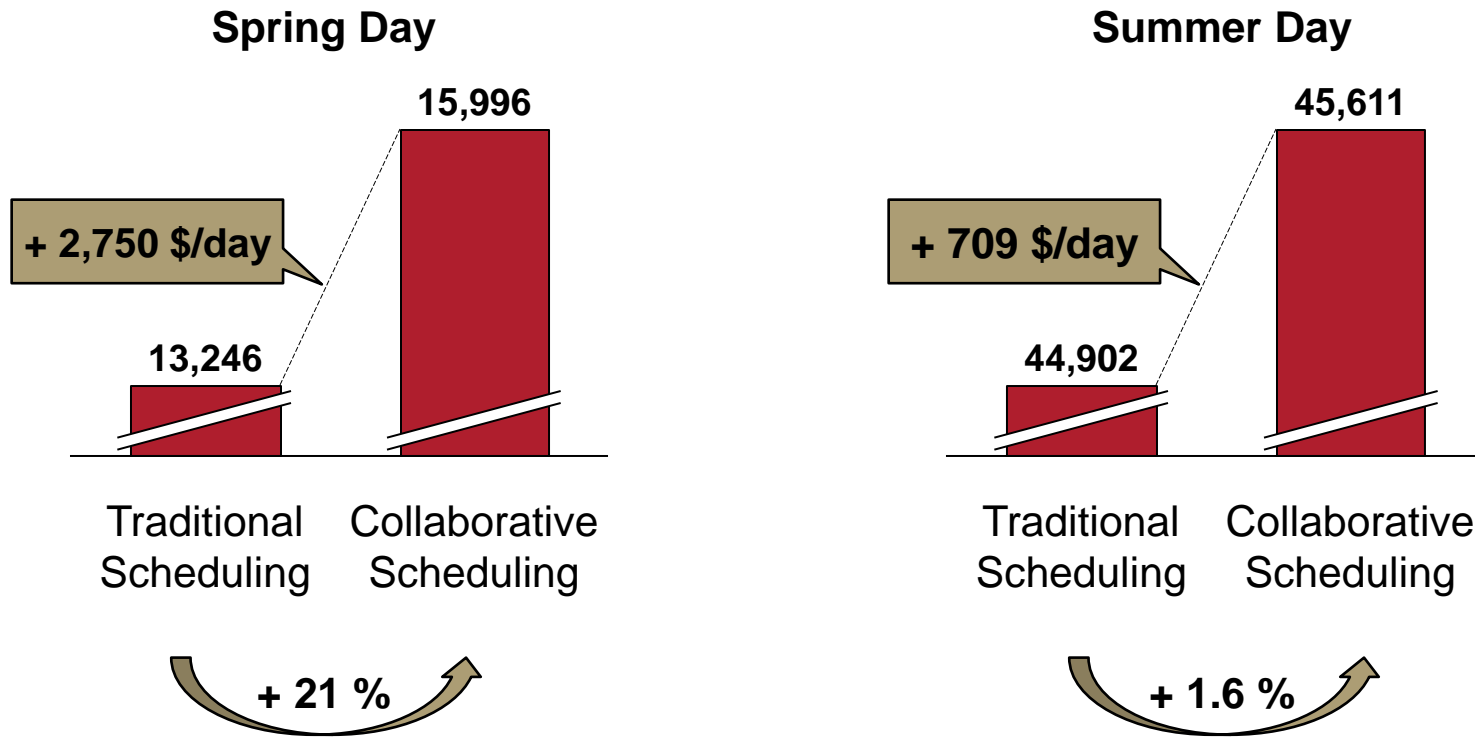 Spring Day
15,996
+ 2,750 $/day
13,246
Traditional
Scheduling
Collaborative
Scheduling
+ 21 %
Summer Day
45,611
+ 709 $/day
44,902
Traditional
Scheduling
Collaborative
Scheduling
+ 1.6 %